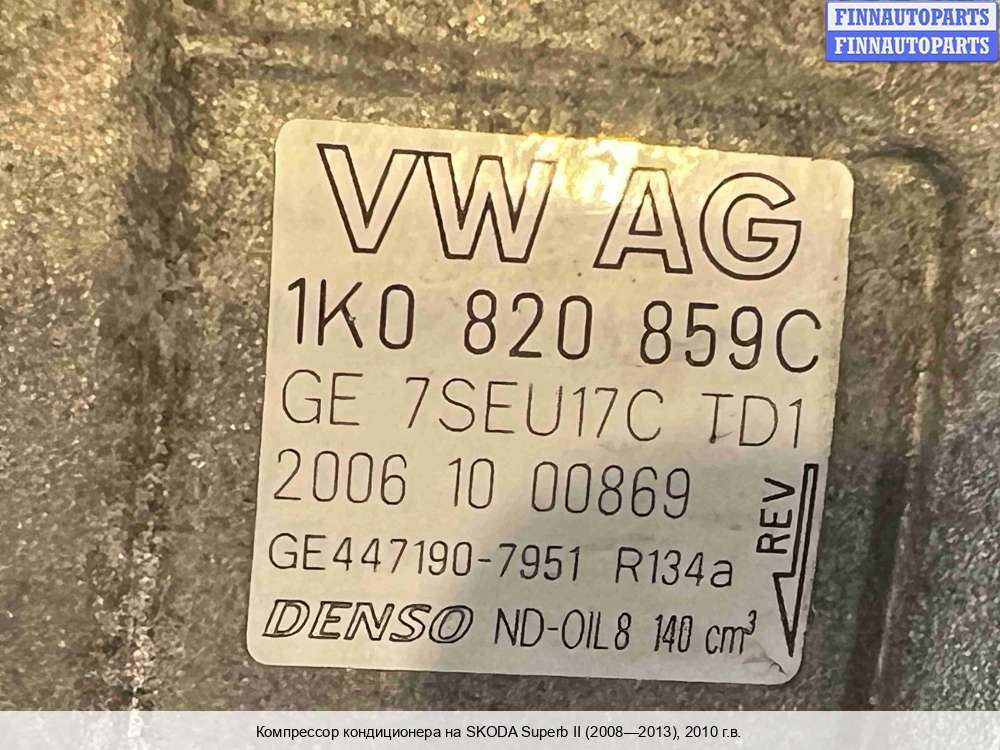 FINNAUTOPARTS
FINNAUTOPARTS
VW AG
1K0 820 859C
GE 7SEU17C TD1
2006 10 00869
REV
GE447190-7951 R134a
DENSO ND-OIL8 140 cm³
Компрессор кондиционера на SKODA Superb II (2008—2013), 2010 г.в.